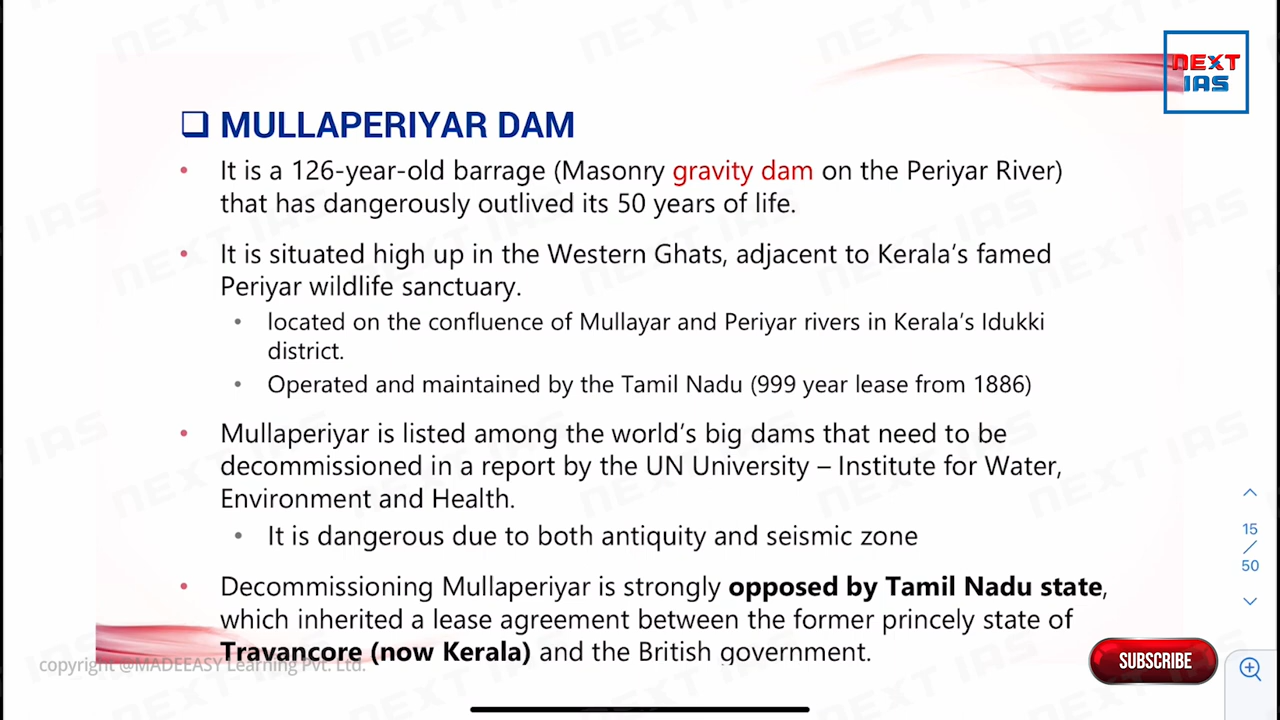 NEXT
IAS
❑ MULLAPERIYAR DAM
• It is a 126-year-old barrage (Masonry gravity dam on the Periyar River)
that has dangerously outlived its 50 years of life.
• It is situated high up in the Western Ghats, adjacent to Kerala's famed
Periyar wildlife sanctuary.
• located on the confluence of Mullayar and Periyar rivers in Kerala's Idukki
district.
• Operated and maintained by the Tamil Nadu (999 year lease from 1886)
• Mullaperiyar is listed among the world's big dams that need to be
decommissioned in a report by the UN University – Institute for Water,
Environment and Health.
• It is dangerous due to both antiquity and seismic zone
• Decommissioning Mullaperiyar is strongly opposed by Tamil Nadu state,
which inherited a lease agreement between the former princely state of
Travancore (now Kerala) and the British government.
copyright @MADEEASY Learning Pvt. Ltd.
15
/
50
SUBSCRIBE